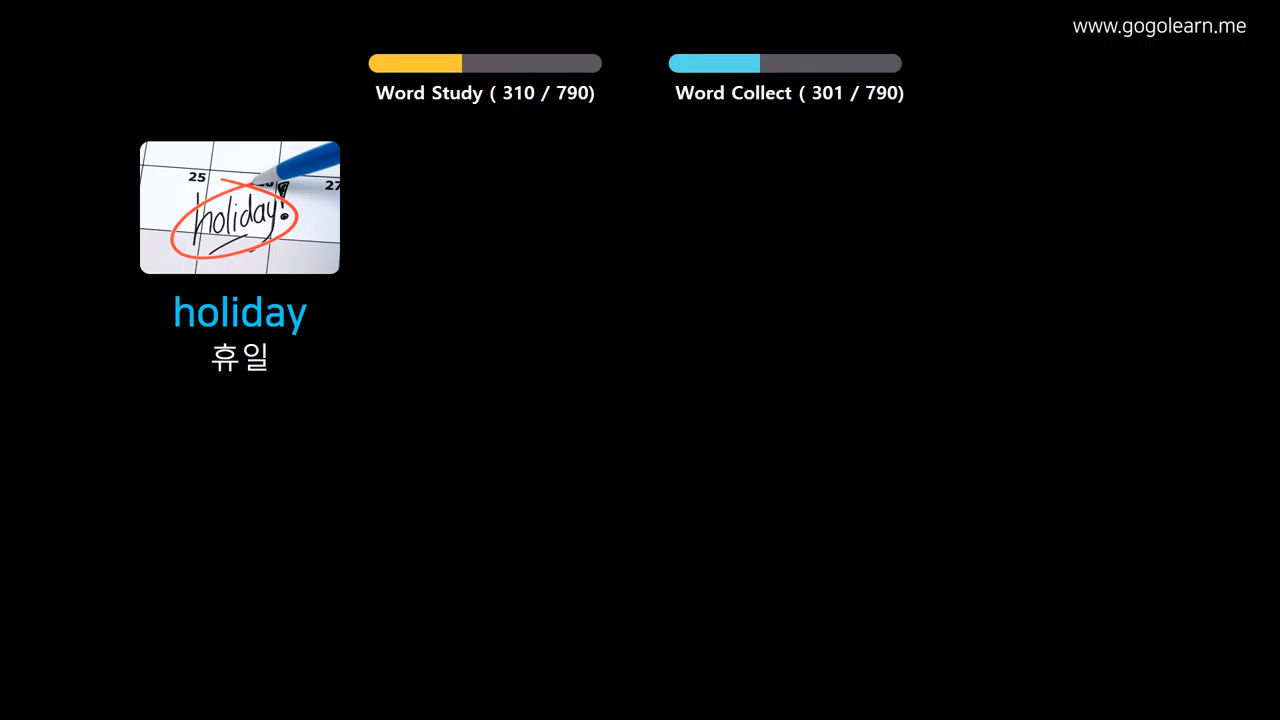 www.gogolearn.me
Word Study ( 310 / 790)
Word Collect ( 301 / 790)
25
27
holiday!
holiday
휴일